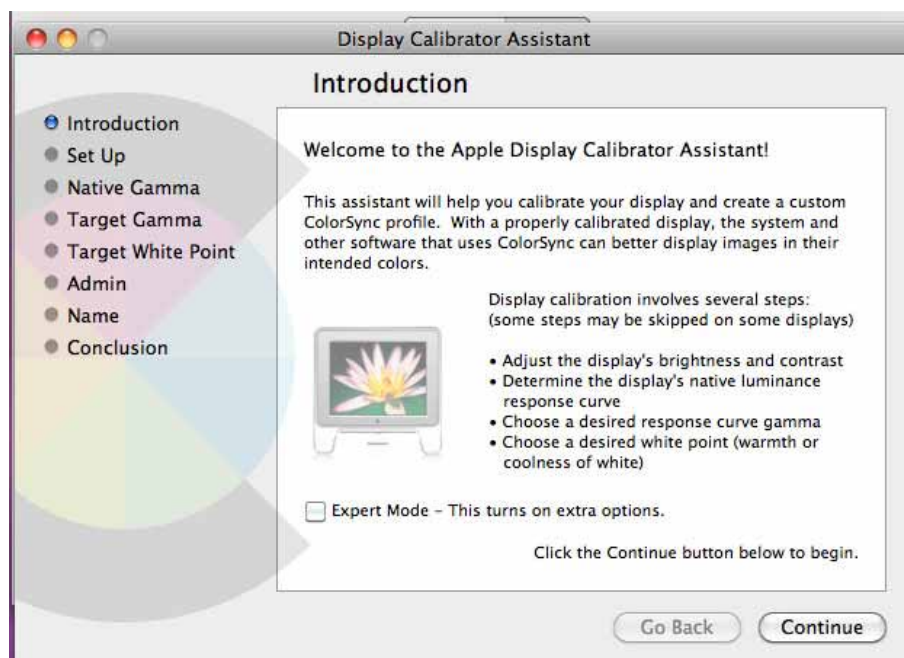 Display Calibrator Assistant
Introduction
Introduction
Set Up
Native Gamma
Target Gamma
Target White Point
Admin
Name
Conclusion
Welcome to the Apple Display Calibrator Assistant!
This assistant will help you calibrate your display and create a custom
ColorSync profile.  With a properly calibrated display, the system and
other software that uses ColorSync can better display images in their
intended colors.
Display calibration involves several steps:
(some steps may be skipped on some displays)
• Adjust the display's brightness and contrast
• Determine the display's native luminance
response curve
• Choose a desired response curve gamma
• Choose a desired white point (warmth or
coolness of white)
Expert Mode – This turns on extra options.
Click the Continue button below to begin.
Go Back
Continue